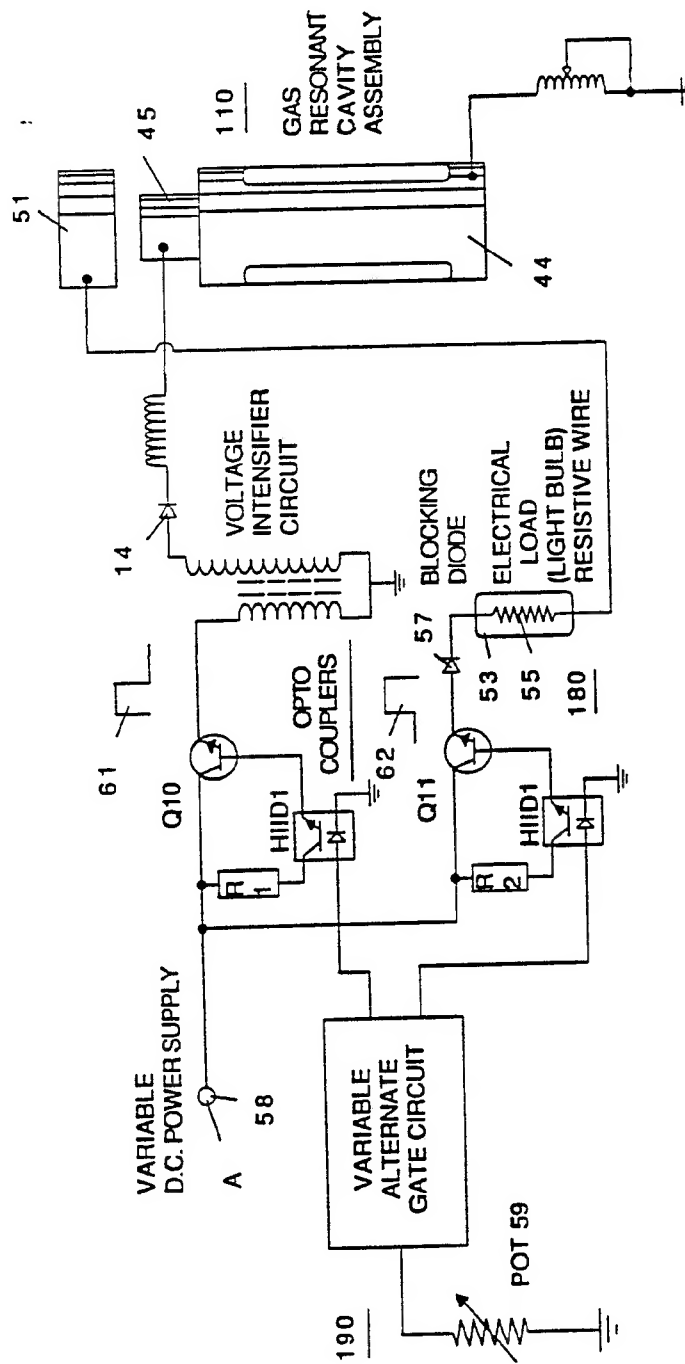 51
45
110
GAS
RESONANT
CAVITY
ASSEMBLY
44
14
VOLTAGE
INTENSIFIER
CIRCUIT
61
Q10
OPTO
COUPLERS
HIID1
R
1
BLOCKING
DIODE
57
62
ELECTRICAL
LOAD
(LIGHT BULB)
RESISTIVE WIRE
53
55
180
Q11
HIID1
R
2
VARIABLE
D.C. POWER SUPPLY
A
58
VARIABLE
ALTERNATE
GATE CIRCUIT
190
POT 59